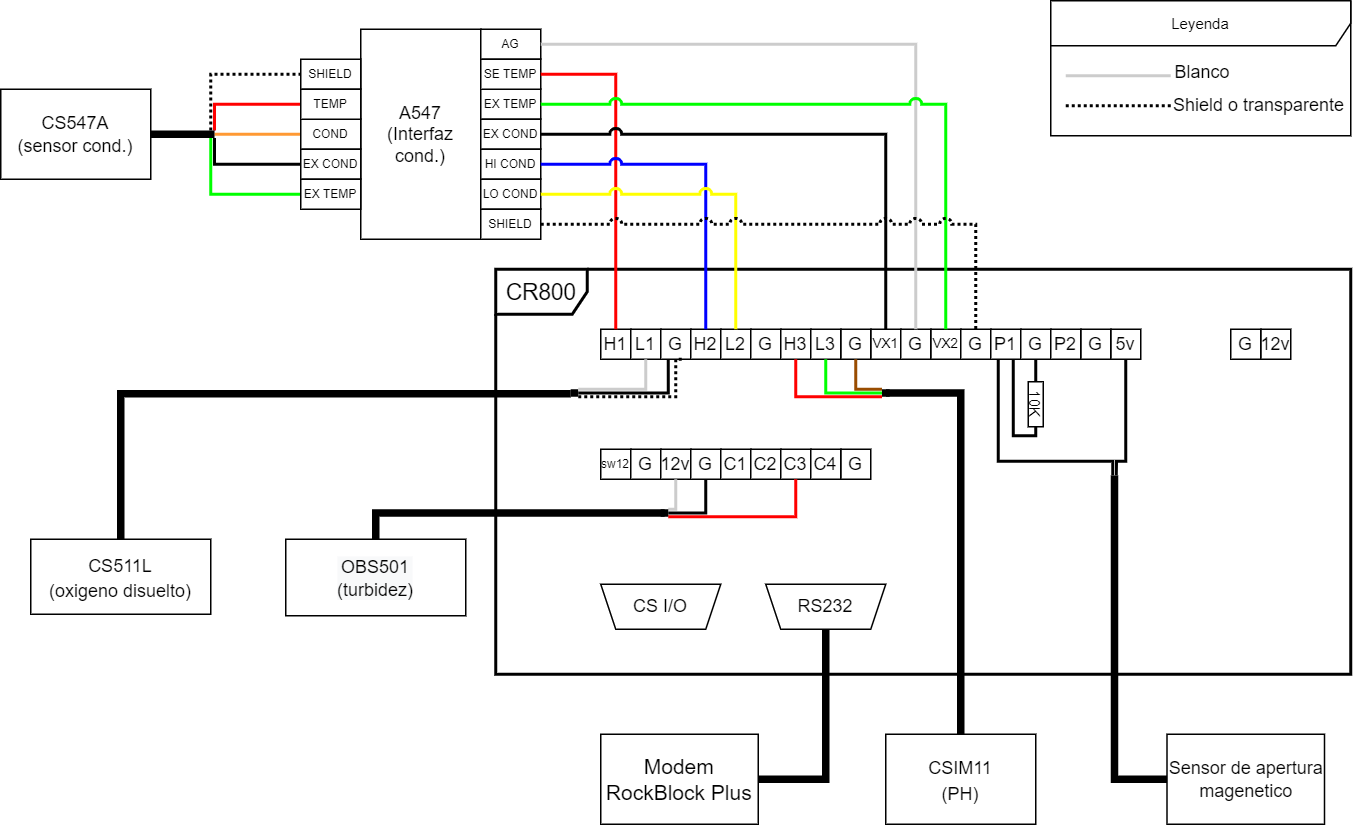 Leyenda
Blanco
Shield o transparente
CS547A
(sensor cond.)
SHIELD
TEMP
COND
EX COND
EX TEMP
A547
(Interfaz
cond.)
AG
SE TEMP
EX TEMP
EX COND
HI COND
LO COND
SHIELD
CR800
H1 L1 G H2 L2 G H3 L3 G VX1 G VX2 G P1 G P2 G 5v
G 12v
10K
sw12 G 12v G C1 C2 C3 C4 G
CS511L
(oxigeno disuelto)
OBS501
(turbidez)
CS I/O
RS232
Modem
RockBlock Plus
CSIM11
(PH)
Sensor de apertura
magenetico